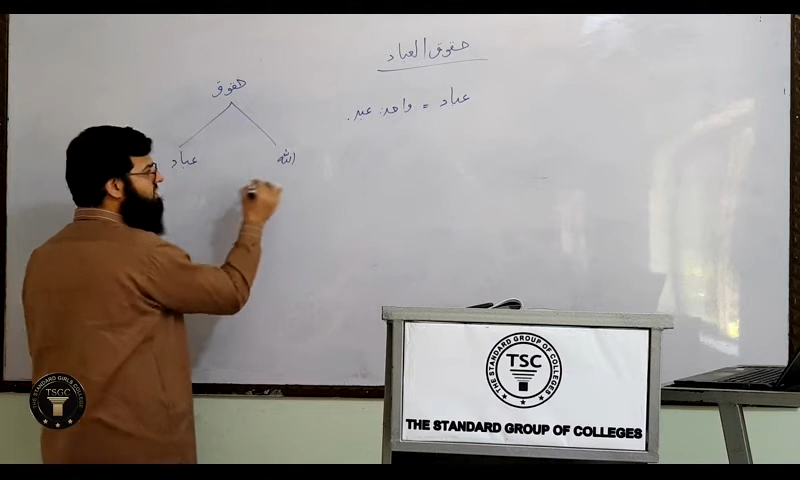 حقوق العباد
عباد = واحد: عبد.
حقوق
عباد
اللہ
THE STANDARD GROUP OF COLLEGES
TSC
THE STANDARD GROUP OF COLLEGES
THE STANDARD GIRLS COLLEGE
TSGC